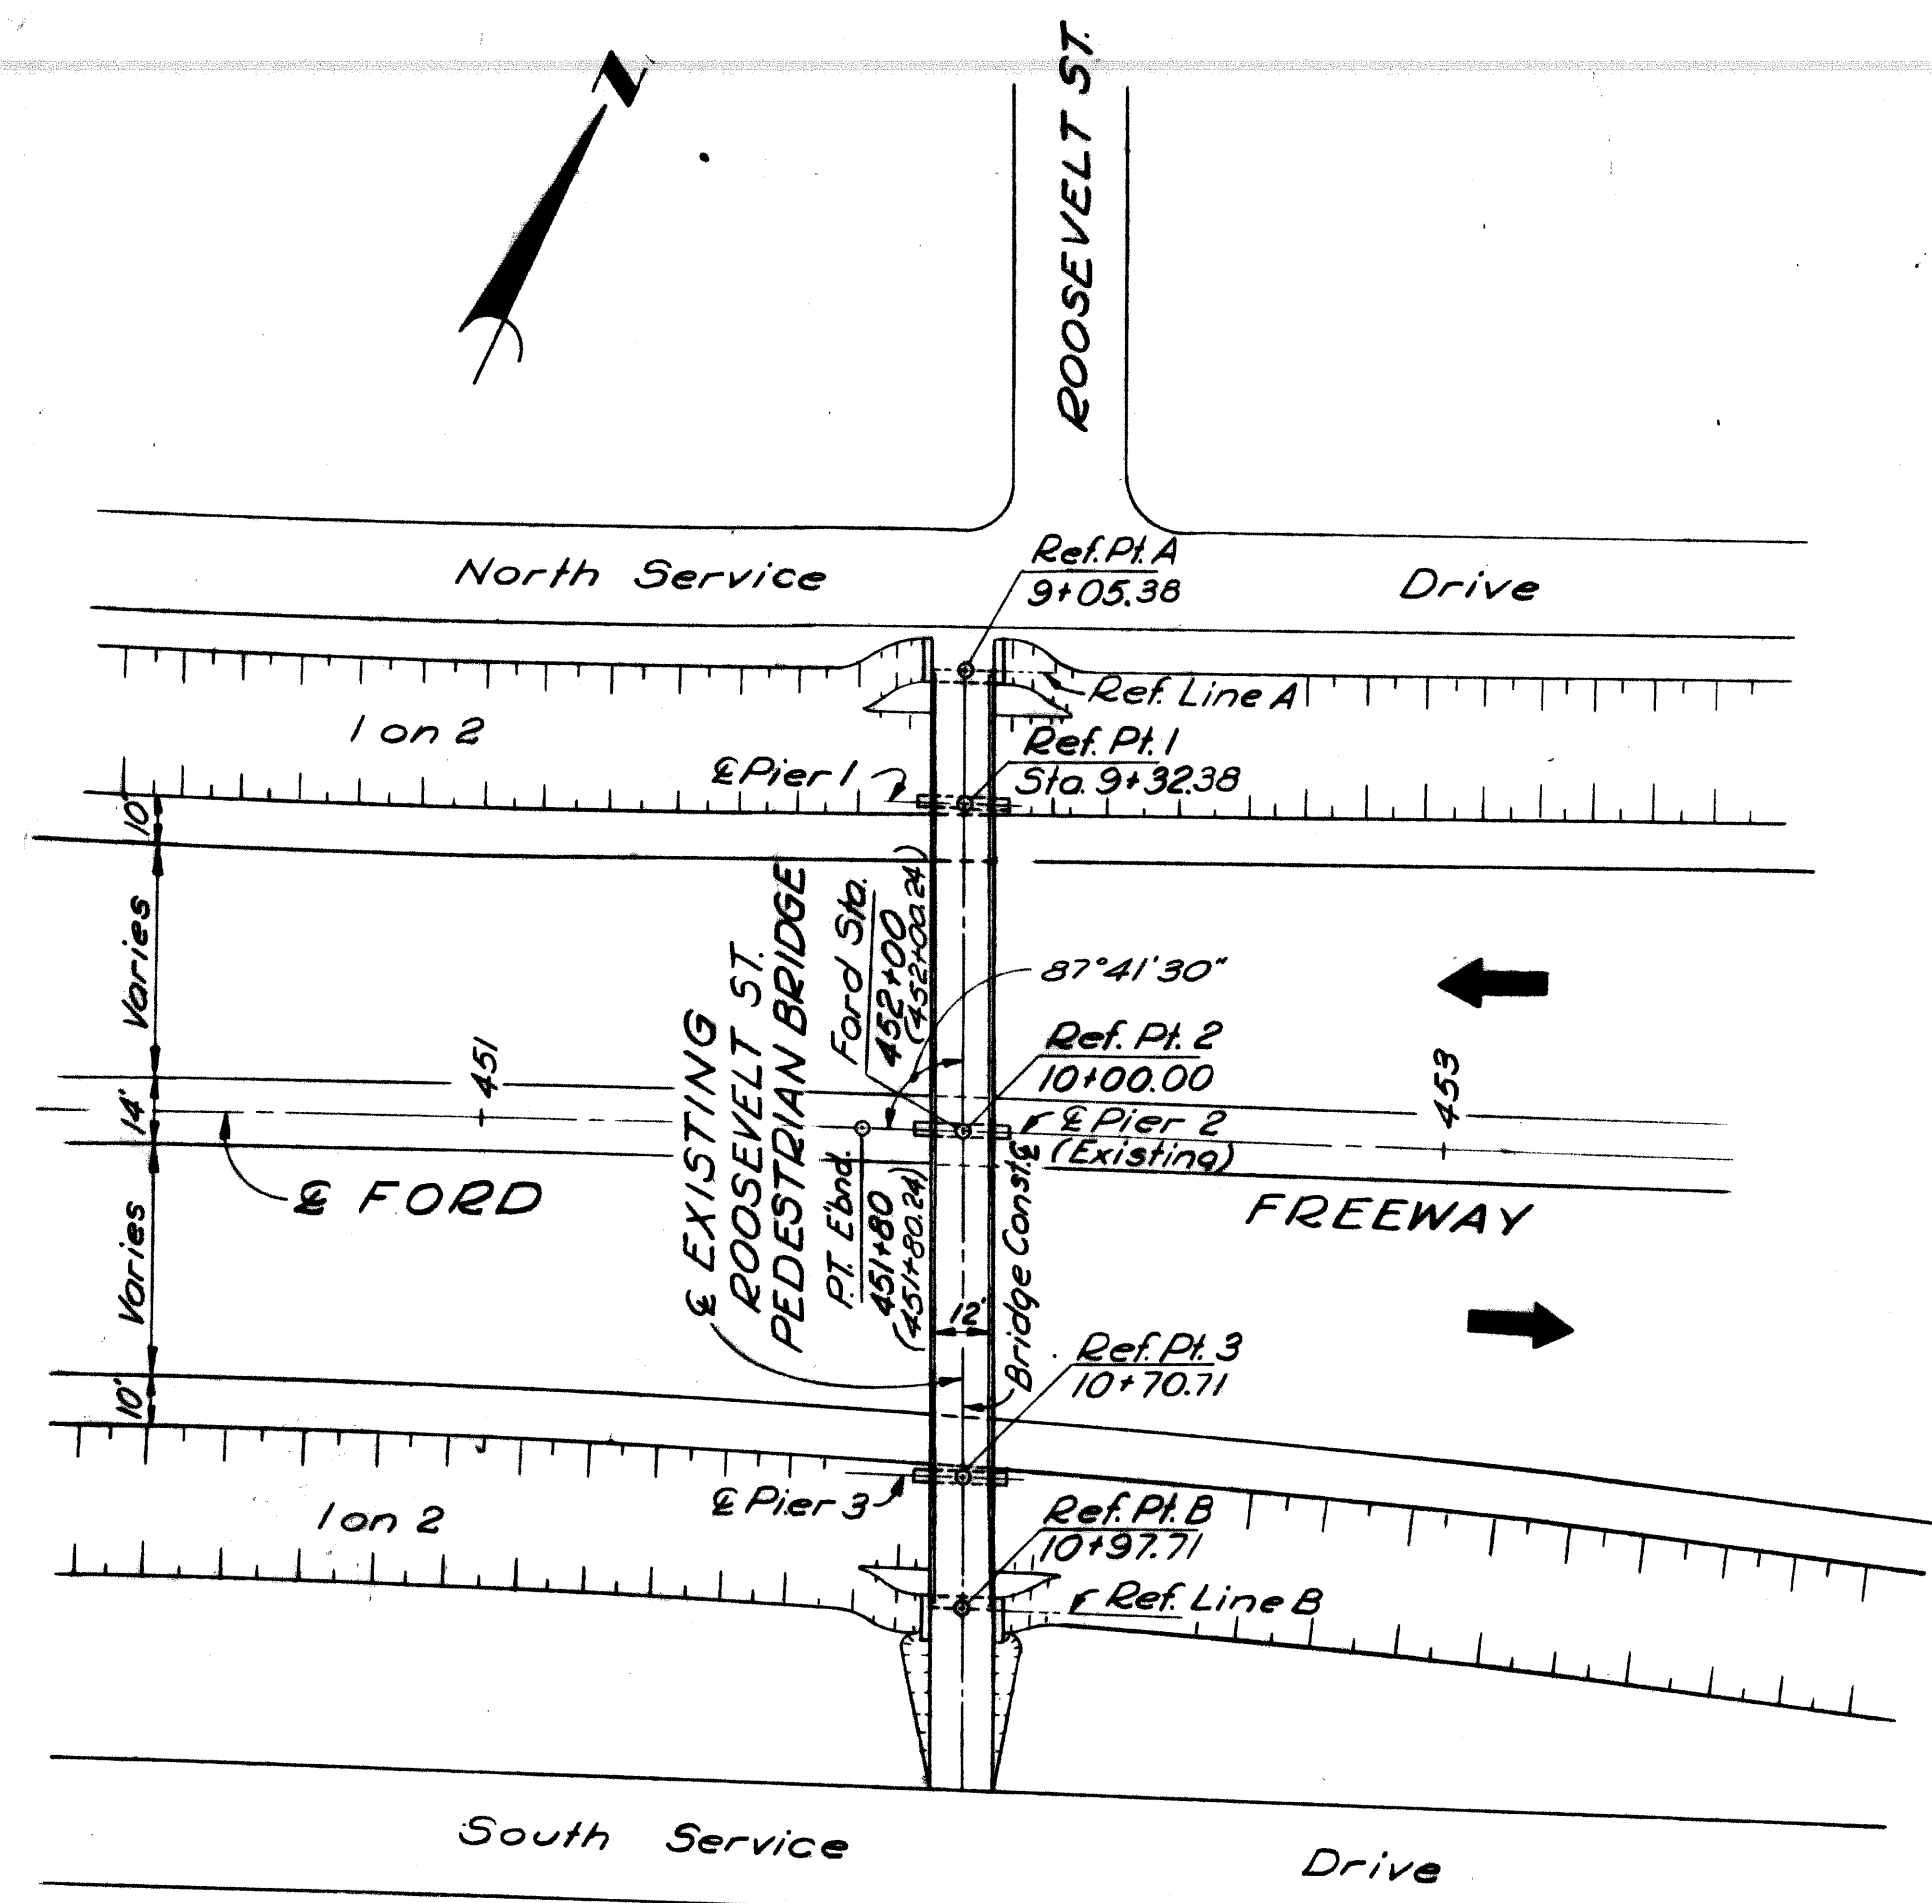 N
ROOSEVELT ST.
North Service Drive
Ref. Pt. A
9+05.38
Ref. Line A
1 on 2
℄ Pier 1
Ref. Pt. 1
Sta. 9+32.38
10'
Varies
14'
Varies
10'
451
453
Ford Sta.
452+00
(452+00.24)
87°41'30"
Ref. Pt. 2
10+00.00
℄ Pier 2
(Existing)
℄ EXISTING
ROOSEVELT ST.
PEDESTRIAN BRIDGE
P.T. E'bnd.
451+80
(451+80.24)
℄ FORD FREEWAY
12'
Bridge Const. ℄
Ref. Pt. 3
10+70.71
℄ Pier 3
1 on 2
Ref. Pt. B
10+97.71
Ref. Line B
South Service Drive